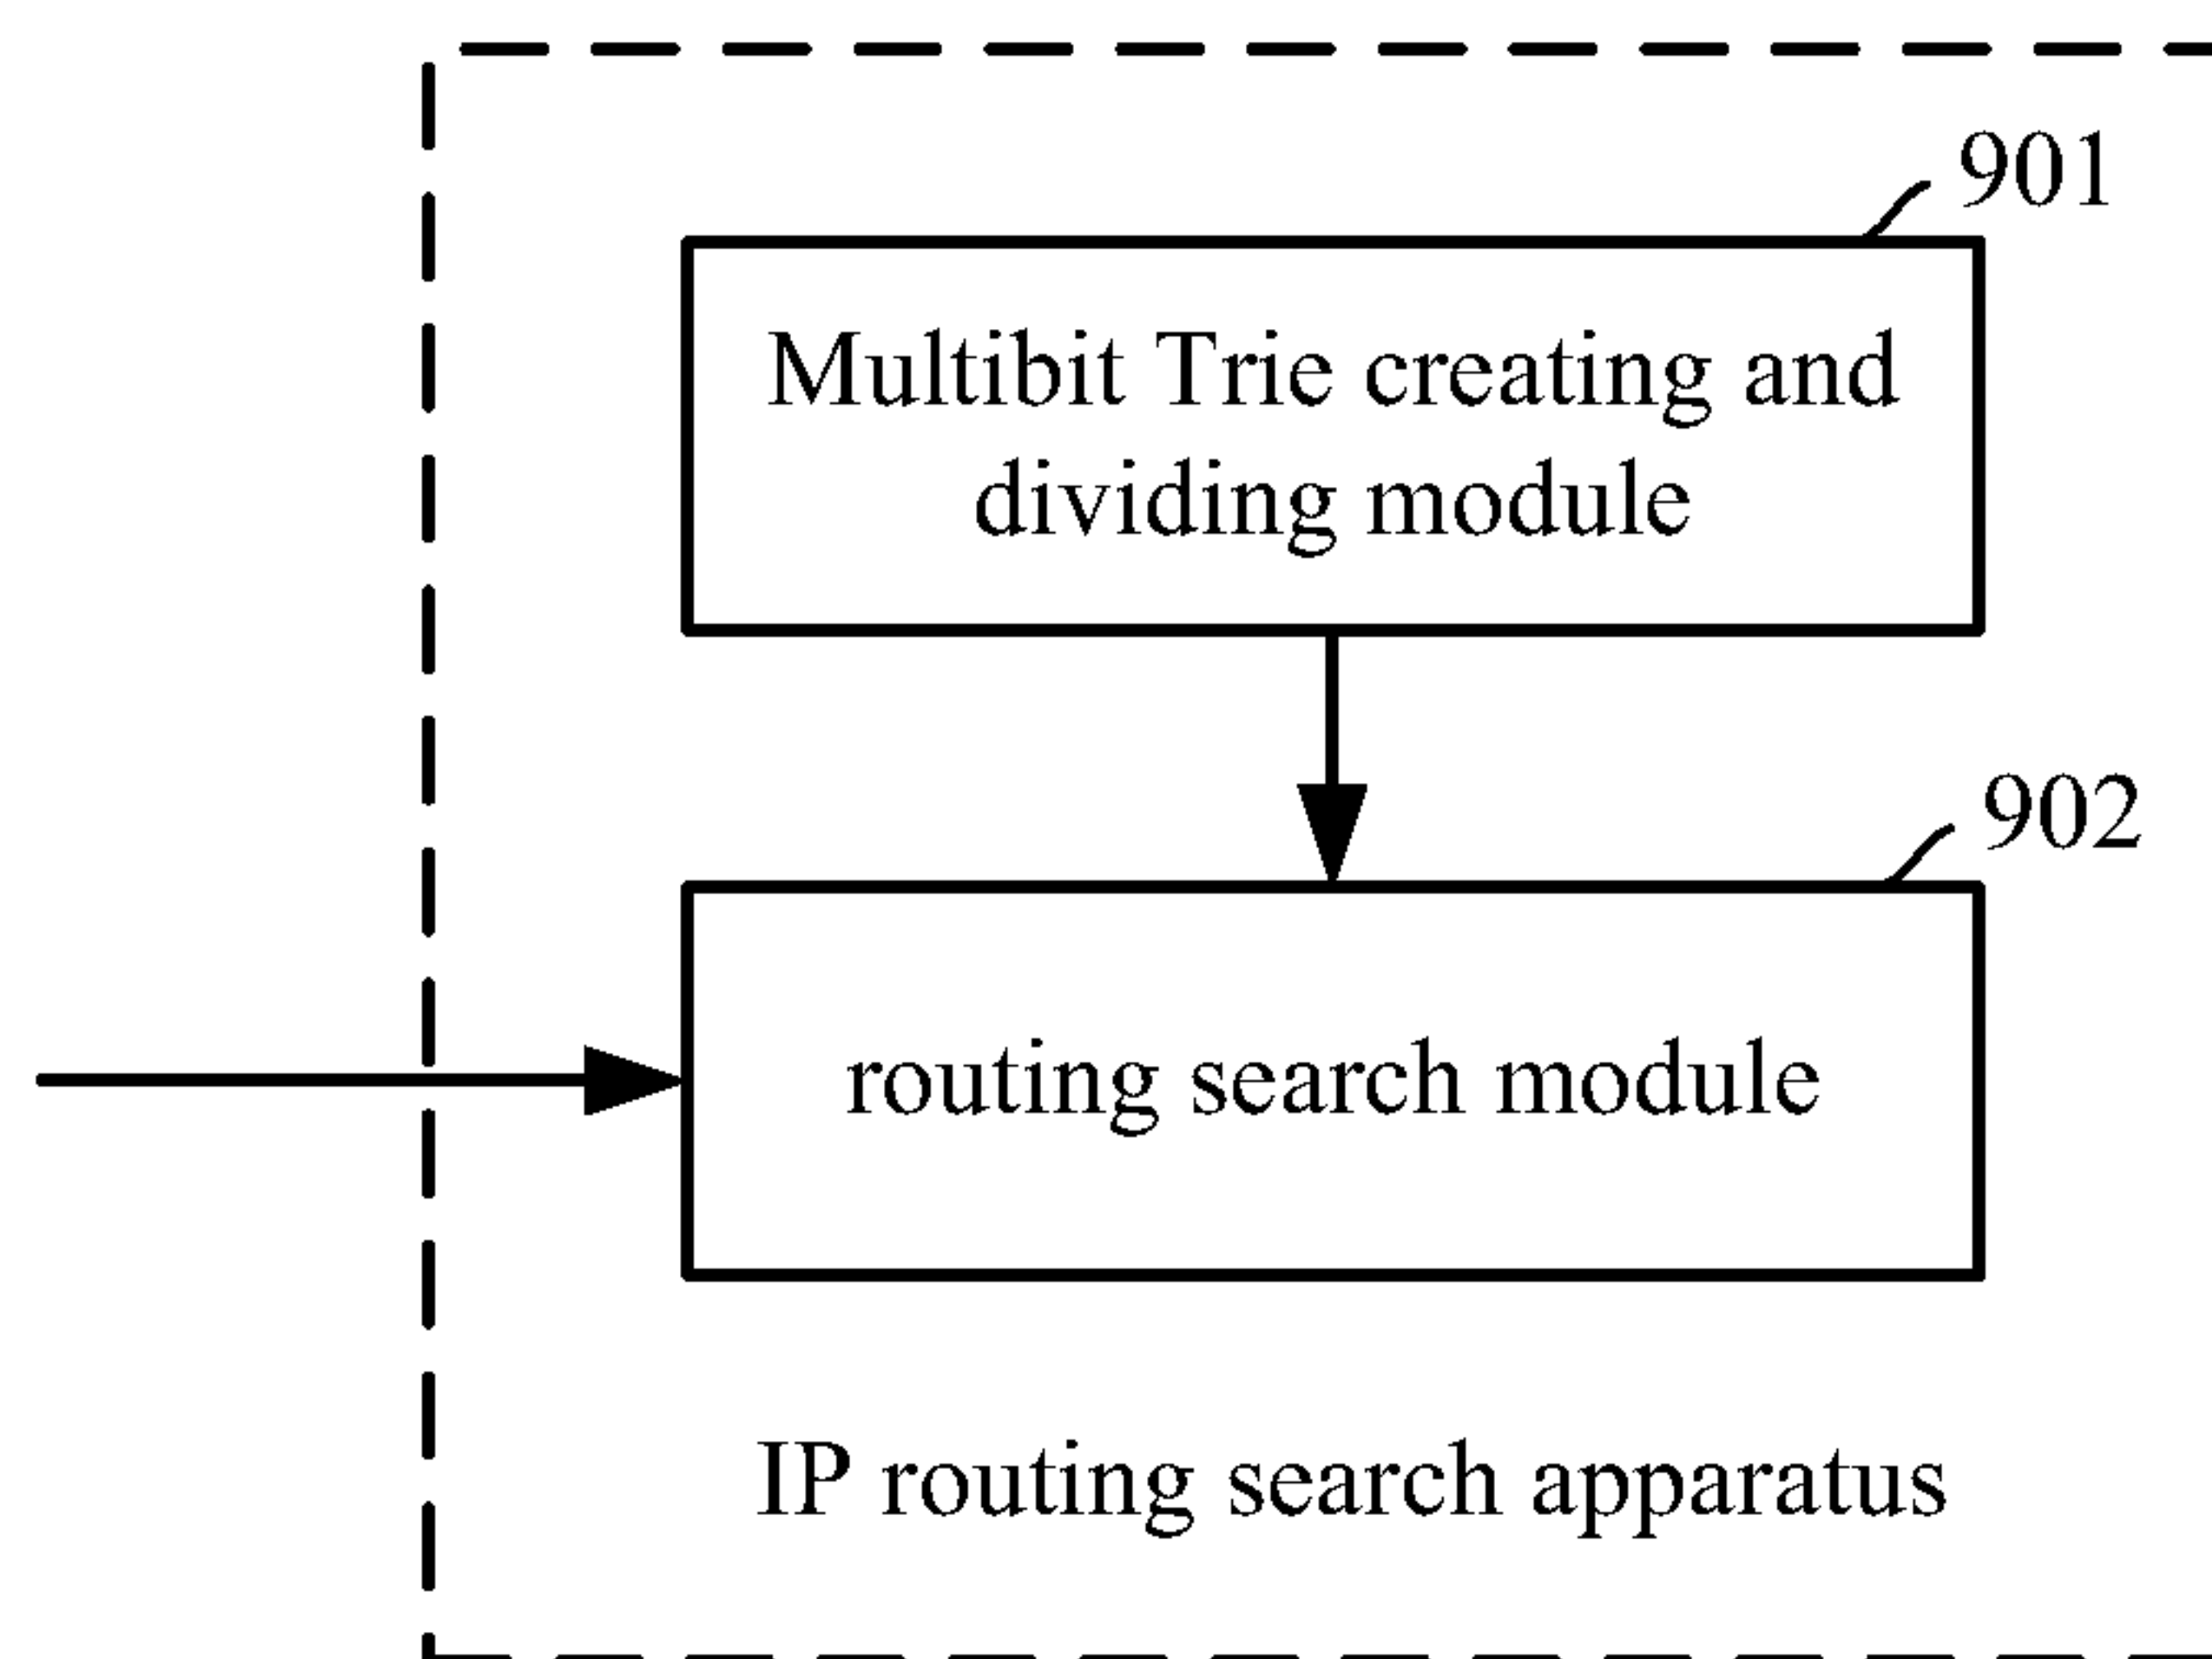 901
Multibit Trie creating and
dividing module
902
routing search module
IP routing search apparatus